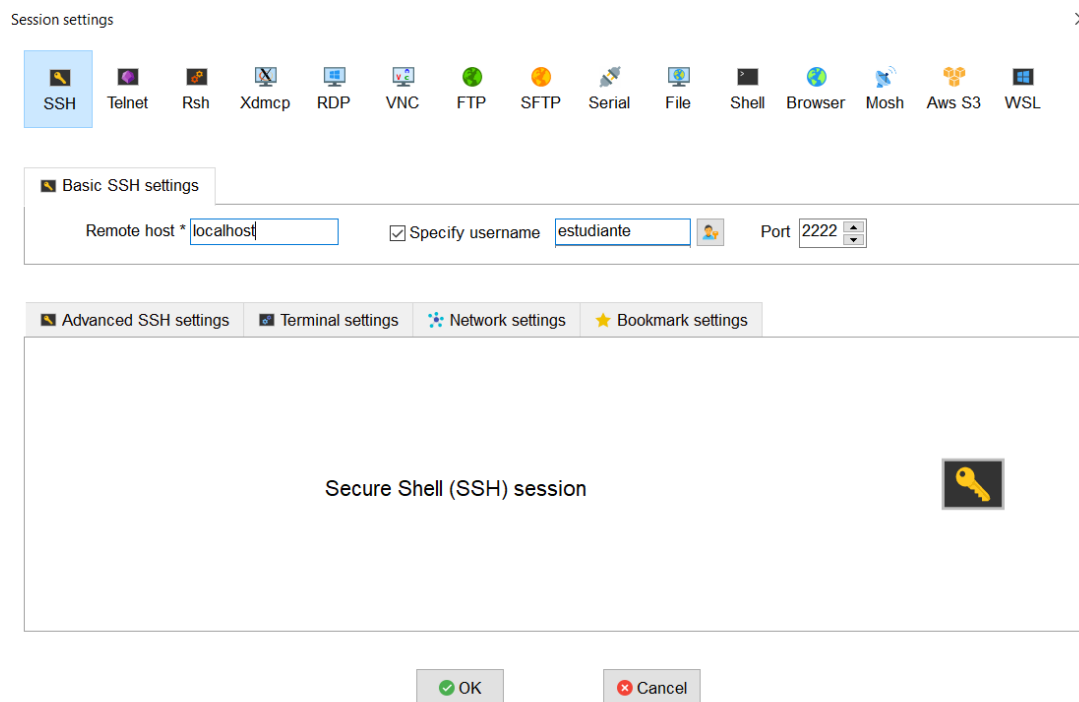 Session settings
SSH Telnet Rsh Xdmcp RDP VNC FTP SFTP Serial File Shell Browser Mosh Aws S3 WSL
Basic SSH settings
Remote host * localhost Specify username estudiante Port 2222
Advanced SSH settings Terminal settings Network settings Bookmark settings
Secure Shell (SSH) session
OK Cancel